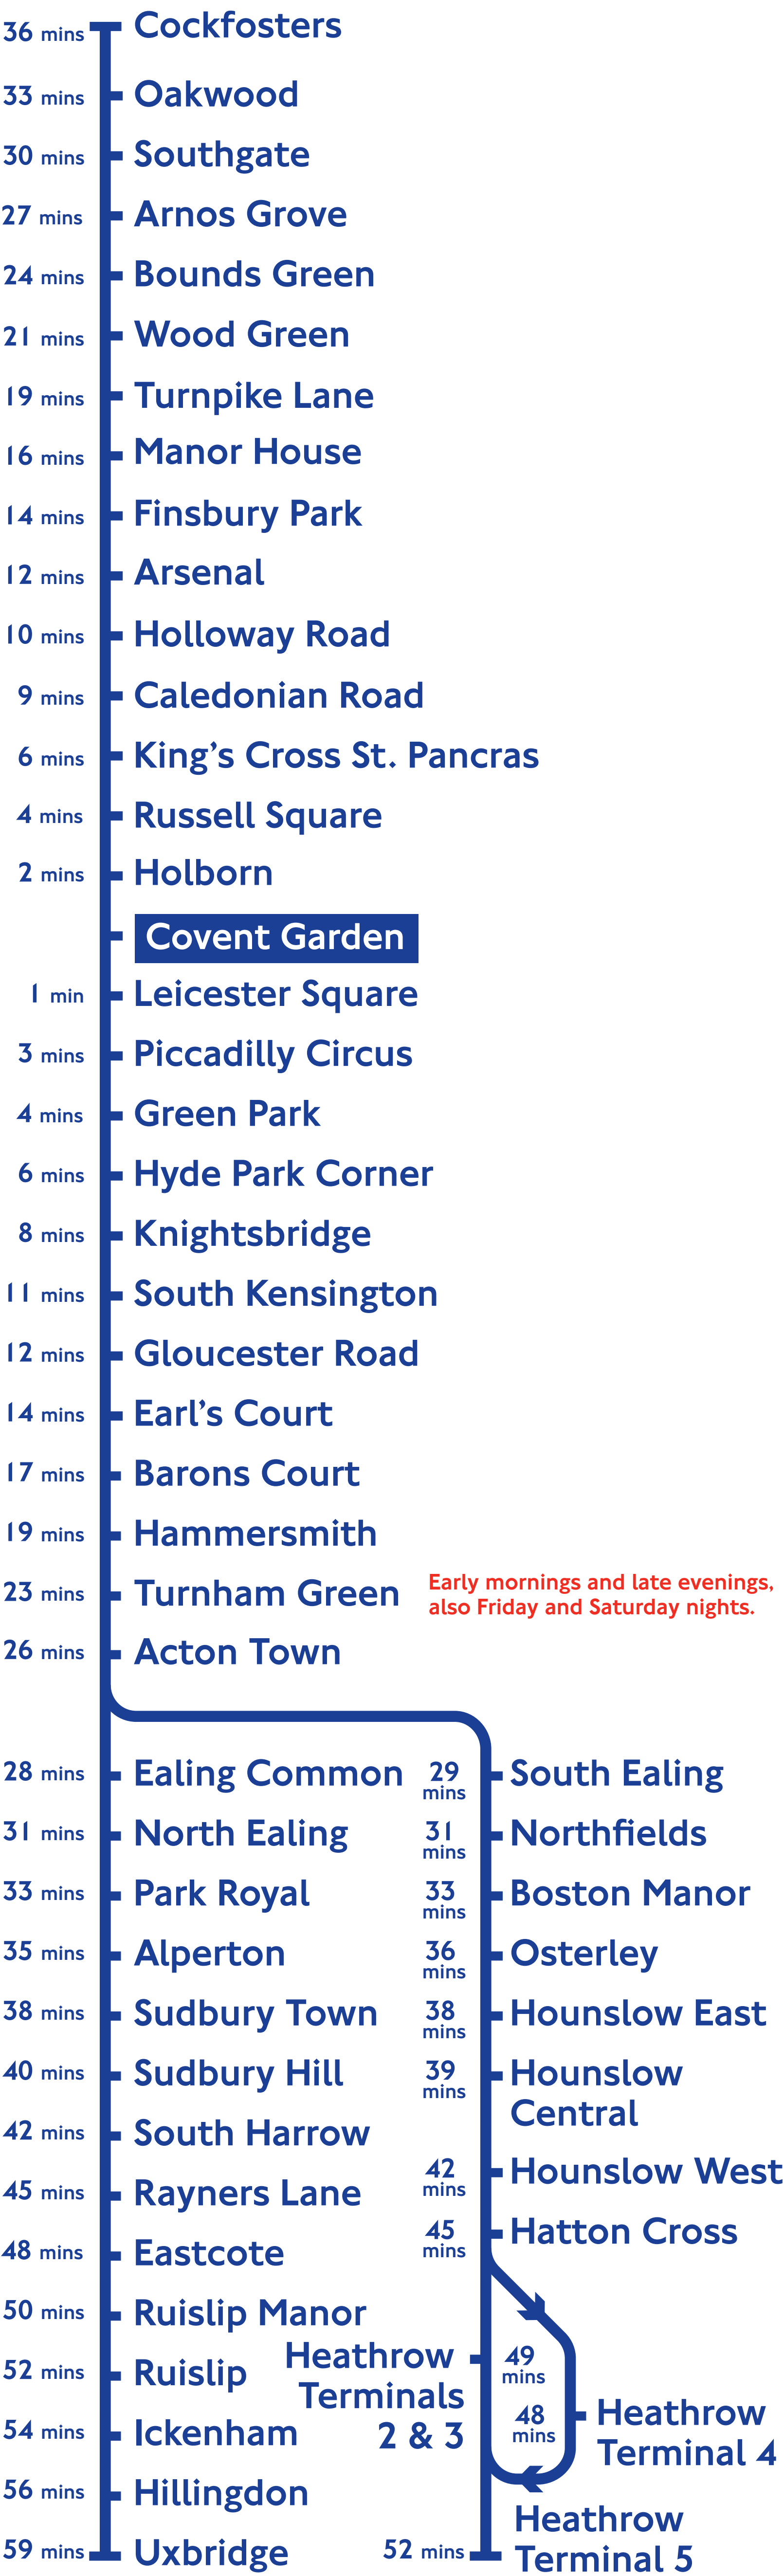 36 mins Cockfosters
33 mins Oakwood
30 mins Southgate
27 mins Arnos Grove
24 mins Bounds Green
21 mins Wood Green
19 mins Turnpike Lane
16 mins Manor House
14 mins Finsbury Park
12 mins Arsenal
10 mins Holloway Road
9 mins Caledonian Road
6 mins King's Cross St. Pancras
4 mins Russell Square
2 mins Holborn
Covent Garden
1 min Leicester Square
3 mins Piccadilly Circus
4 mins Green Park
6 mins Hyde Park Corner
8 mins Knightsbridge
11 mins South Kensington
12 mins Gloucester Road
14 mins Earl's Court
17 mins Barons Court
19 mins Hammersmith
23 mins Turnham Green
Early mornings and late evenings,
also Friday and Saturday nights.
26 mins Acton Town
28 mins Ealing Common
31 mins North Ealing
33 mins Park Royal
35 mins Alperton
38 mins Sudbury Town
40 mins Sudbury Hill
42 mins South Harrow
45 mins Rayners Lane
48 mins Eastcote
50 mins Ruislip Manor
52 mins Ruislip
54 mins Ickenham
56 mins Hillingdon
59 mins Uxbridge
29 South Ealing
mins
31 Northfields
mins
33 Boston Manor
mins
36 Osterley
mins
38 Hounslow East
mins
39 Hounslow
mins Central
42 Hounslow West
mins
45 Hatton Cross
mins
Heathrow 49
Terminals mins
2 & 3
48 Heathrow
mins Terminal 4
Heathrow
52 mins Terminal 5